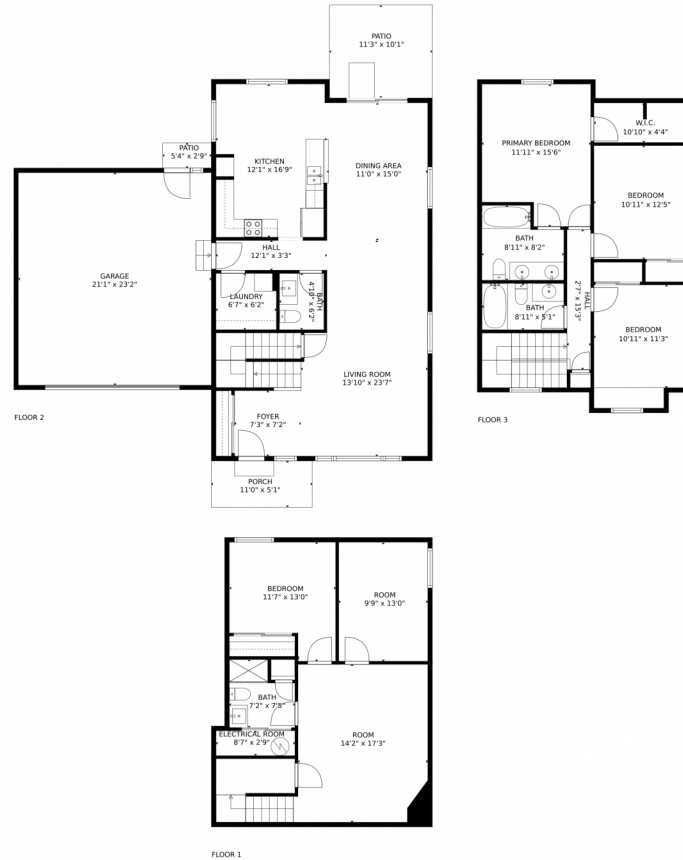 PATIO
11'3" x 10'1"
PATIO
5'4" x 2'9"
KITCHEN
12'1" x 16'9"
DINING AREA
11'0" x 15'0"
HALL
12'1" x 3'3"
GARAGE
21'1" x 23'2"
LAUNDRY
6'7" x 6'2"
BATH
4'10" x 6'2"
LIVING ROOM
13'10" x 23'7"
FOYER
7'3" x 7'2"
PORCH
11'0" x 5'1"
FLOOR 2
W.I.C.
10'10" x 4'4"
PRIMARY BEDROOM
11'11" x 15'6"
BEDROOM
10'11" x 12'5"
BATH
8'11" x 8'2"
HALL
2'7" x 15'3"
BATH
8'11" x 5'1"
BEDROOM
10'11" x 11'3"
FLOOR 3
BEDROOM
11'7" x 13'0"
ROOM
9'9" x 13'0"
BATH
7'2" x 7'5"
ELECTRICAL ROOM
8'7" x 2'9"
ROOM
14'2" x 17'3"
FLOOR 1